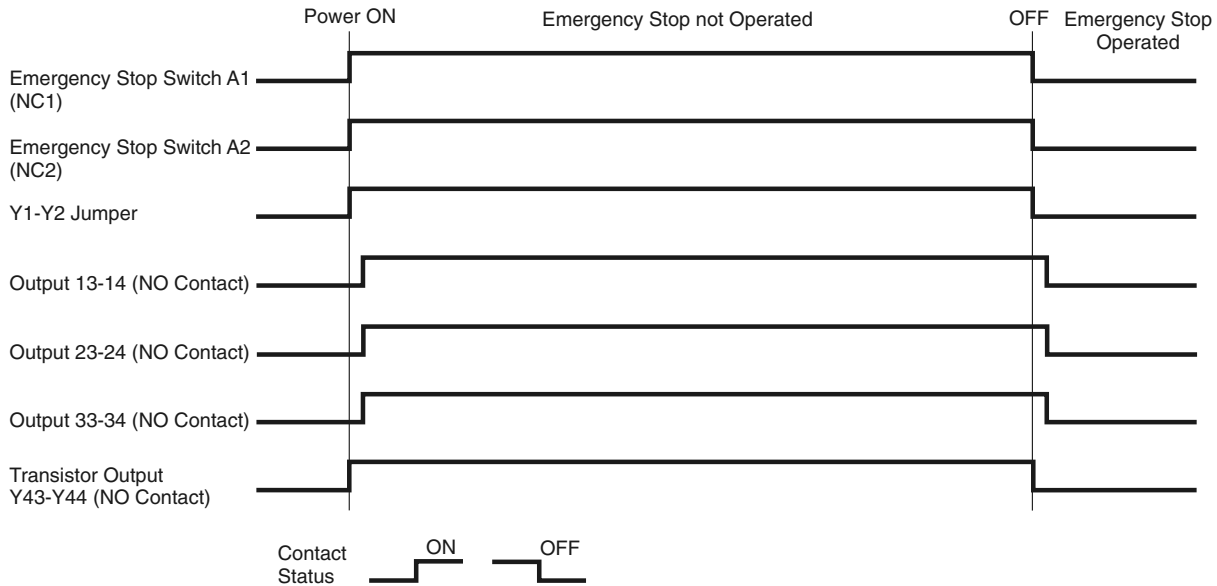 Power ON
Emergency Stop not Operated
OFF
Emergency Stop
Operated
Emergency Stop Switch A1
(NC1)
Emergency Stop Switch A2
(NC2)
Y1-Y2 Jumper
Output 13-14 (NO Contact)
Output 23-24 (NO Contact)
Output 33-34 (NO Contact)
Transistor Output
Y43-Y44 (NO Contact)
Contact
Status
ON
OFF